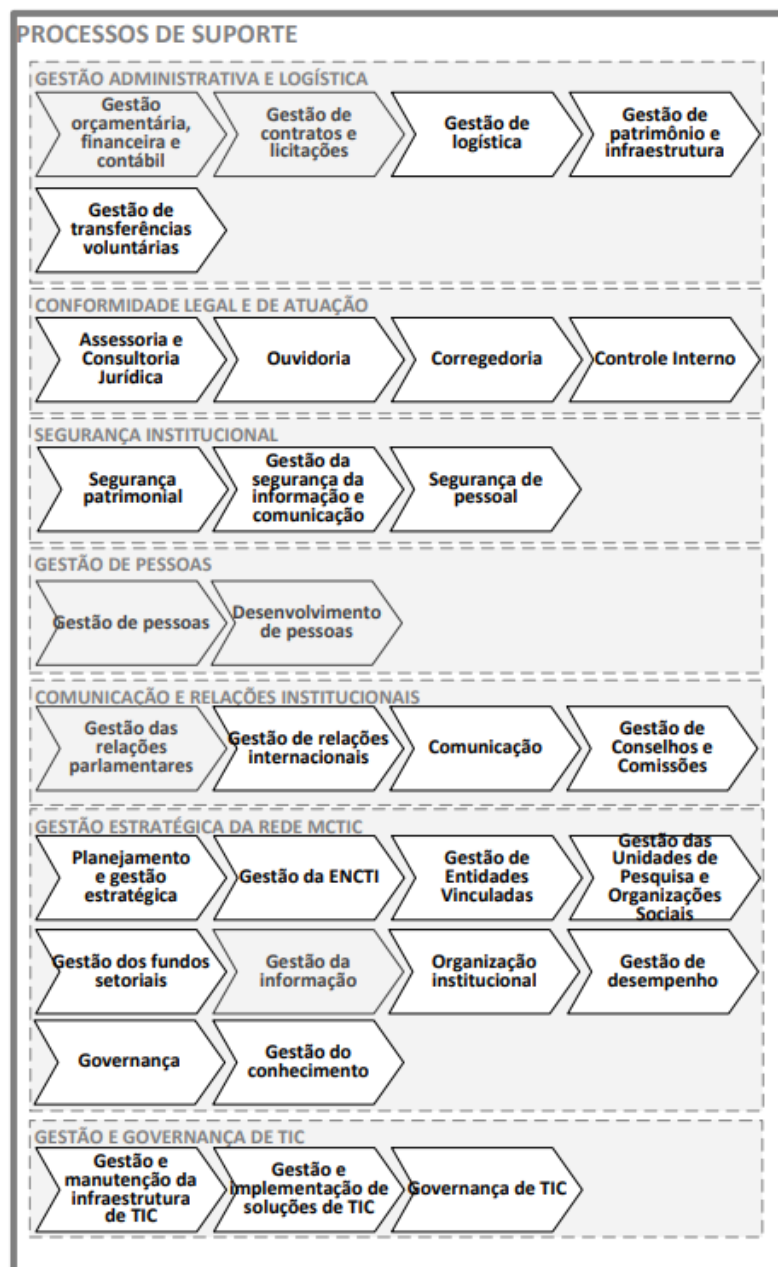 PROCESSOS DE SUPORTE
GESTÃO ADMINISTRATIVA E LOGÍSTICA
Gestão
orçamentária,
financeira e
contábil
Gestão de
contratos e
licitações
Gestão de
logística
Gestão de
patrimônio e
infraestrutura
Gestão de
transferências
voluntárias
CONFORMIDADE LEGAL E DE ATUAÇÃO
Assessoria e
Consultoria
Jurídica
Ouvidoria
Corregedoria
Controle Interno
SEGURANÇA INSTITUCIONAL
Segurança
patrimonial
Gestão da
segurança da
informação e
comunicação
Segurança de
pessoal
GESTÃO DE PESSOAS
Gestão de pessoas
Desenvolvimento
de pessoas
COMUNICAÇÃO E RELAÇÕES INSTITUCIONAIS
Gestão das
relações
parlamentares
Gestão de relações
internacionais
Comunicação
Gestão de
Conselhos e
Comissões
GESTÃO ESTRATÉGICA DA REDE MCTIC
Planejamento
e gestão
estratégica
Gestão da ENCTI
Gestão de
Entidades
Vinculadas
Gestão das
Unidades de
Pesquisa e
Organizações
Sociais
Gestão dos fundos
setoriais
Gestão da
informação
Organização
institucional
Gestão de
desempenho
Governança
Gestão do
conhecimento
GESTÃO E GOVERNANÇA DE TIC
Gestão e
manutenção da
infraestrutura
de TIC
Gestão e
implementação de
soluções de TIC
Governança de TIC